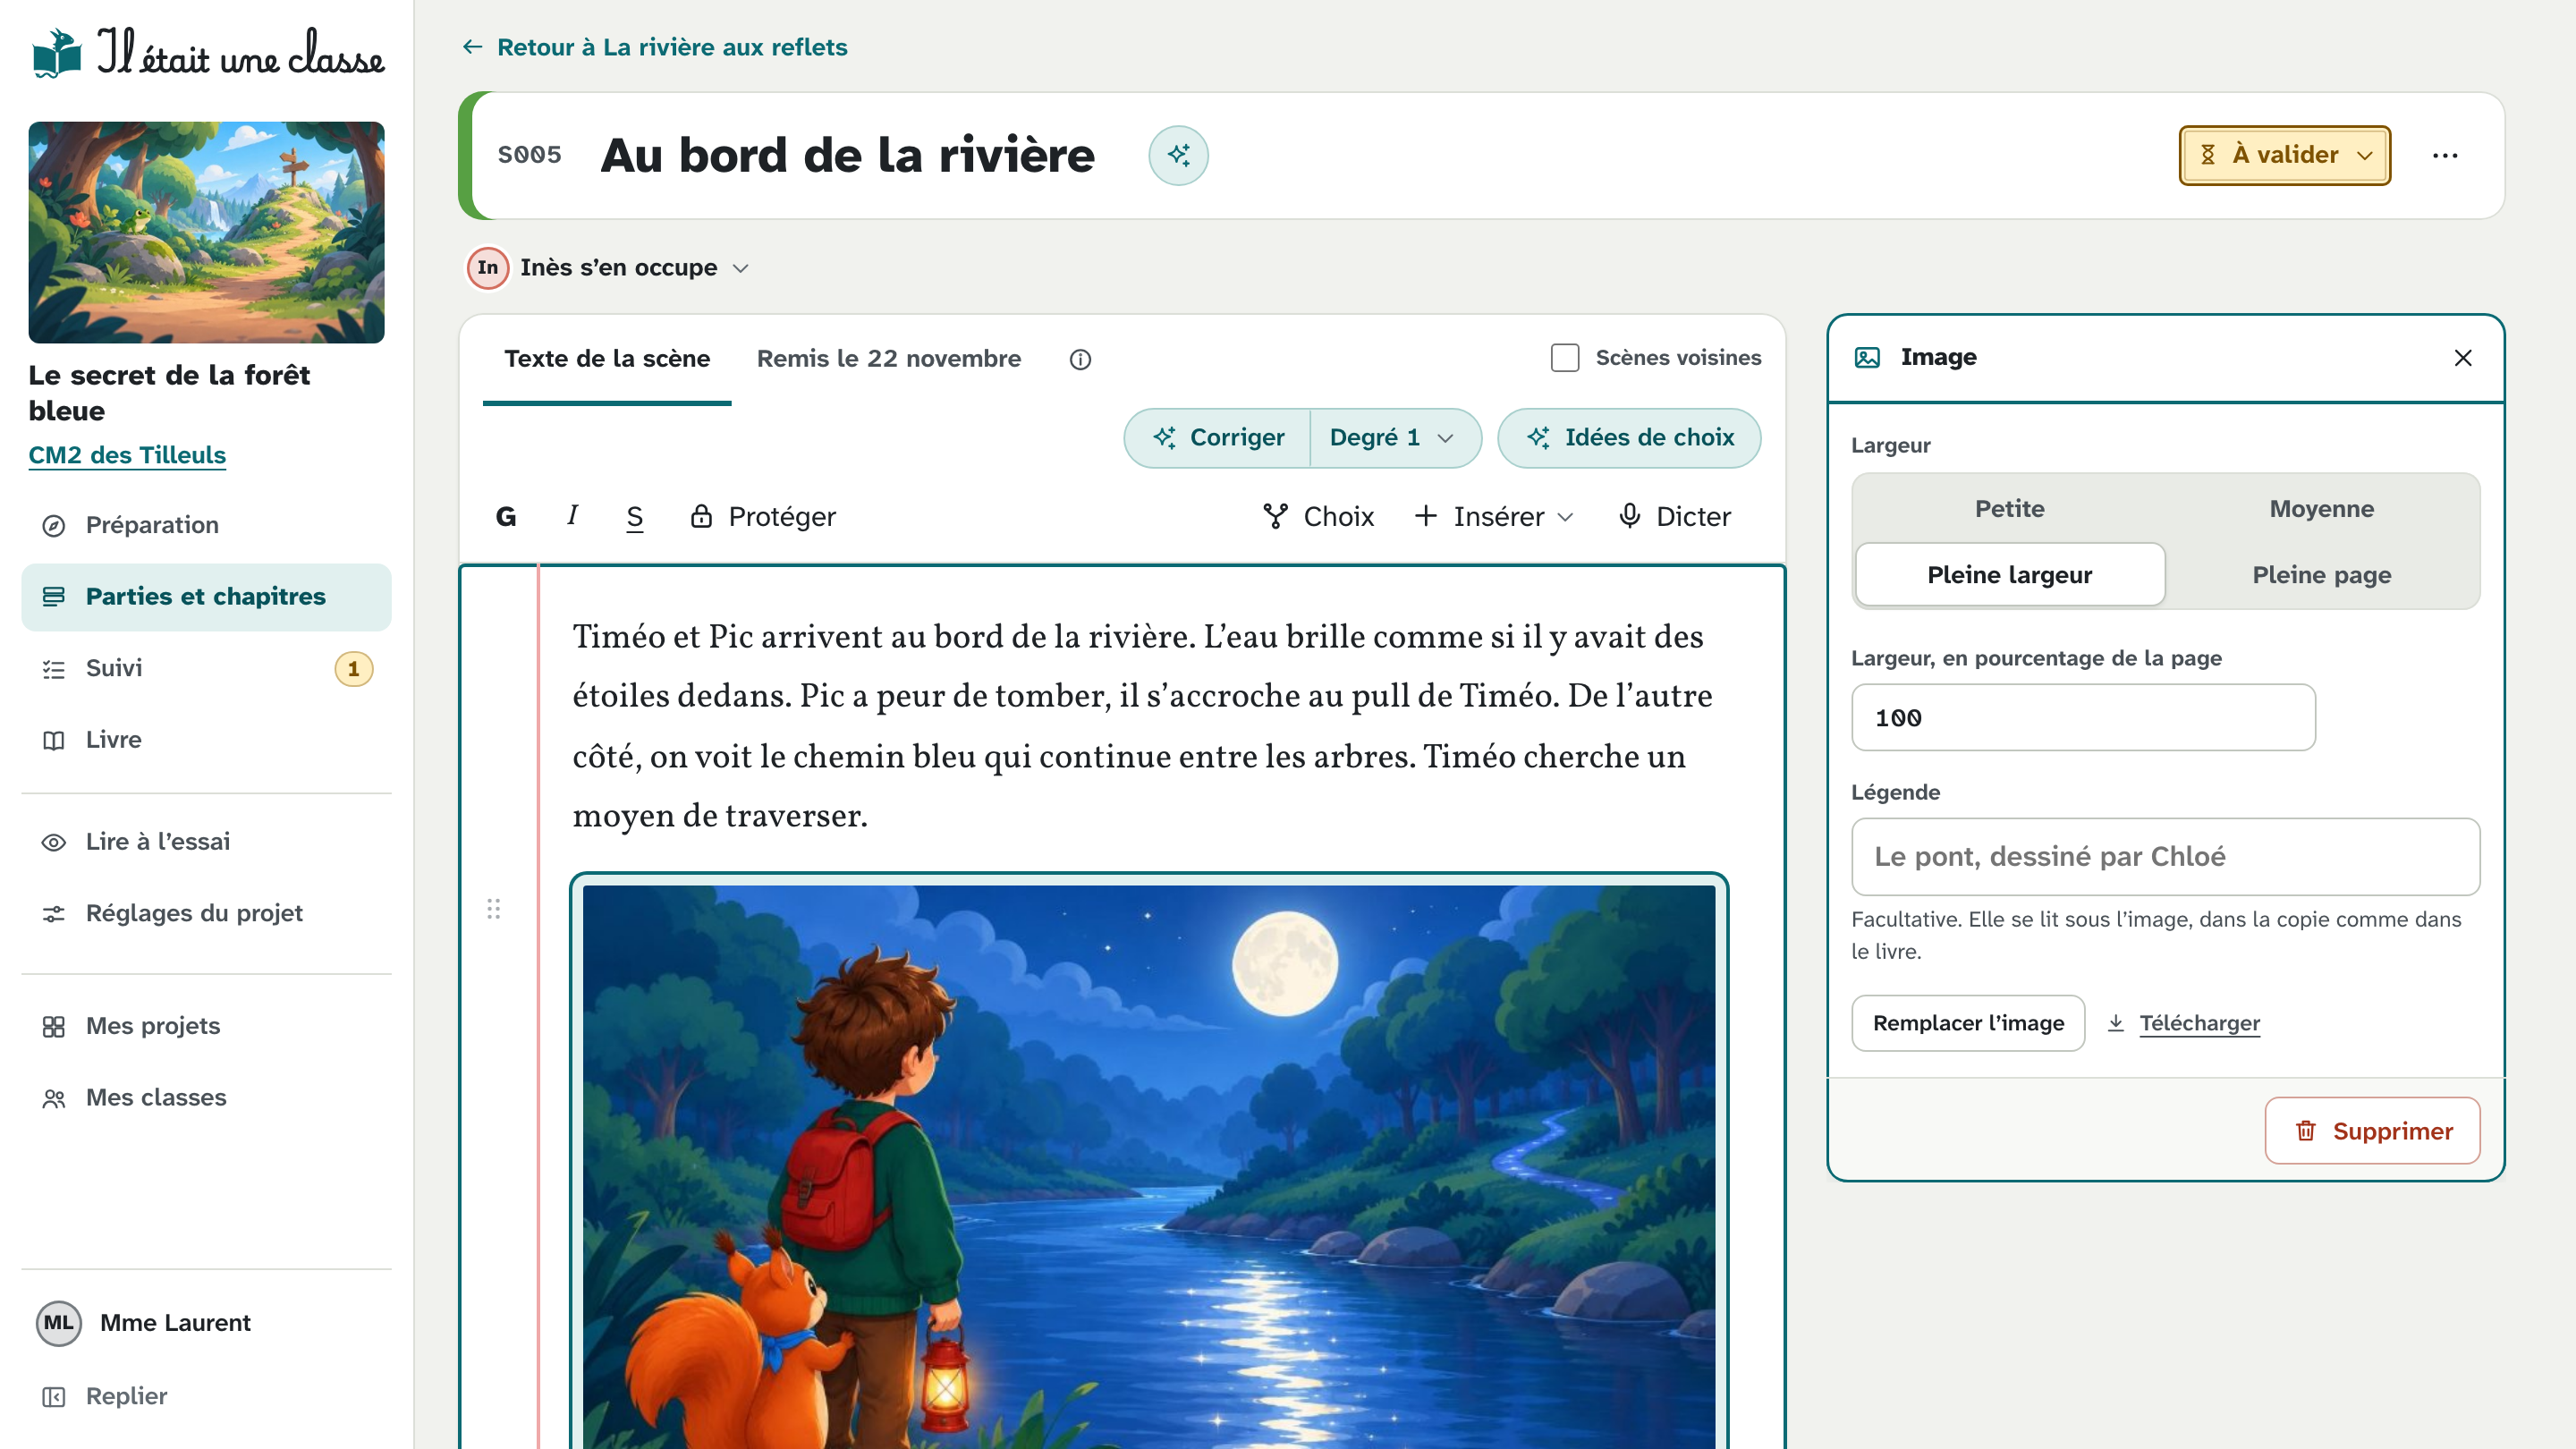 Il était une classe
Le secret de la forêt
bleue
CM2 des Tilleuls
Préparation
Parties et chapitres
Suivi
1
Livre
Lire à l’essai
Réglages du projet
Mes projets
Mes classes
ML
Mme Laurent
Replier
Retour à La rivière aux reflets
S005
Au bord de la rivière
À valider
In
Inès s’en occupe
Texte de la scène
Remis le 22 novembre
Scènes voisines
Corriger
Degré 1
Idées de choix
G
I
S
Protéger
Choix
Insérer
Dicter
Timéo et Pic arrivent au bord de la rivière. L’eau brille comme si il y avait des
étoiles dedans. Pic a peur de tomber, il s’accroche au pull de Timéo. De l’autre
côté, on voit le chemin bleu qui continue entre les arbres. Timéo cherche un
moyen de traverser.
Image
Largeur
Petite
Moyenne
Pleine largeur
Pleine page
Largeur, en pourcentage de la page
100
Légende
Le pont, dessiné par Chloé
Facultative. Elle se lit sous l’image, dans la copie comme dans
le livre.
Remplacer l’image
Télécharger
Supprimer